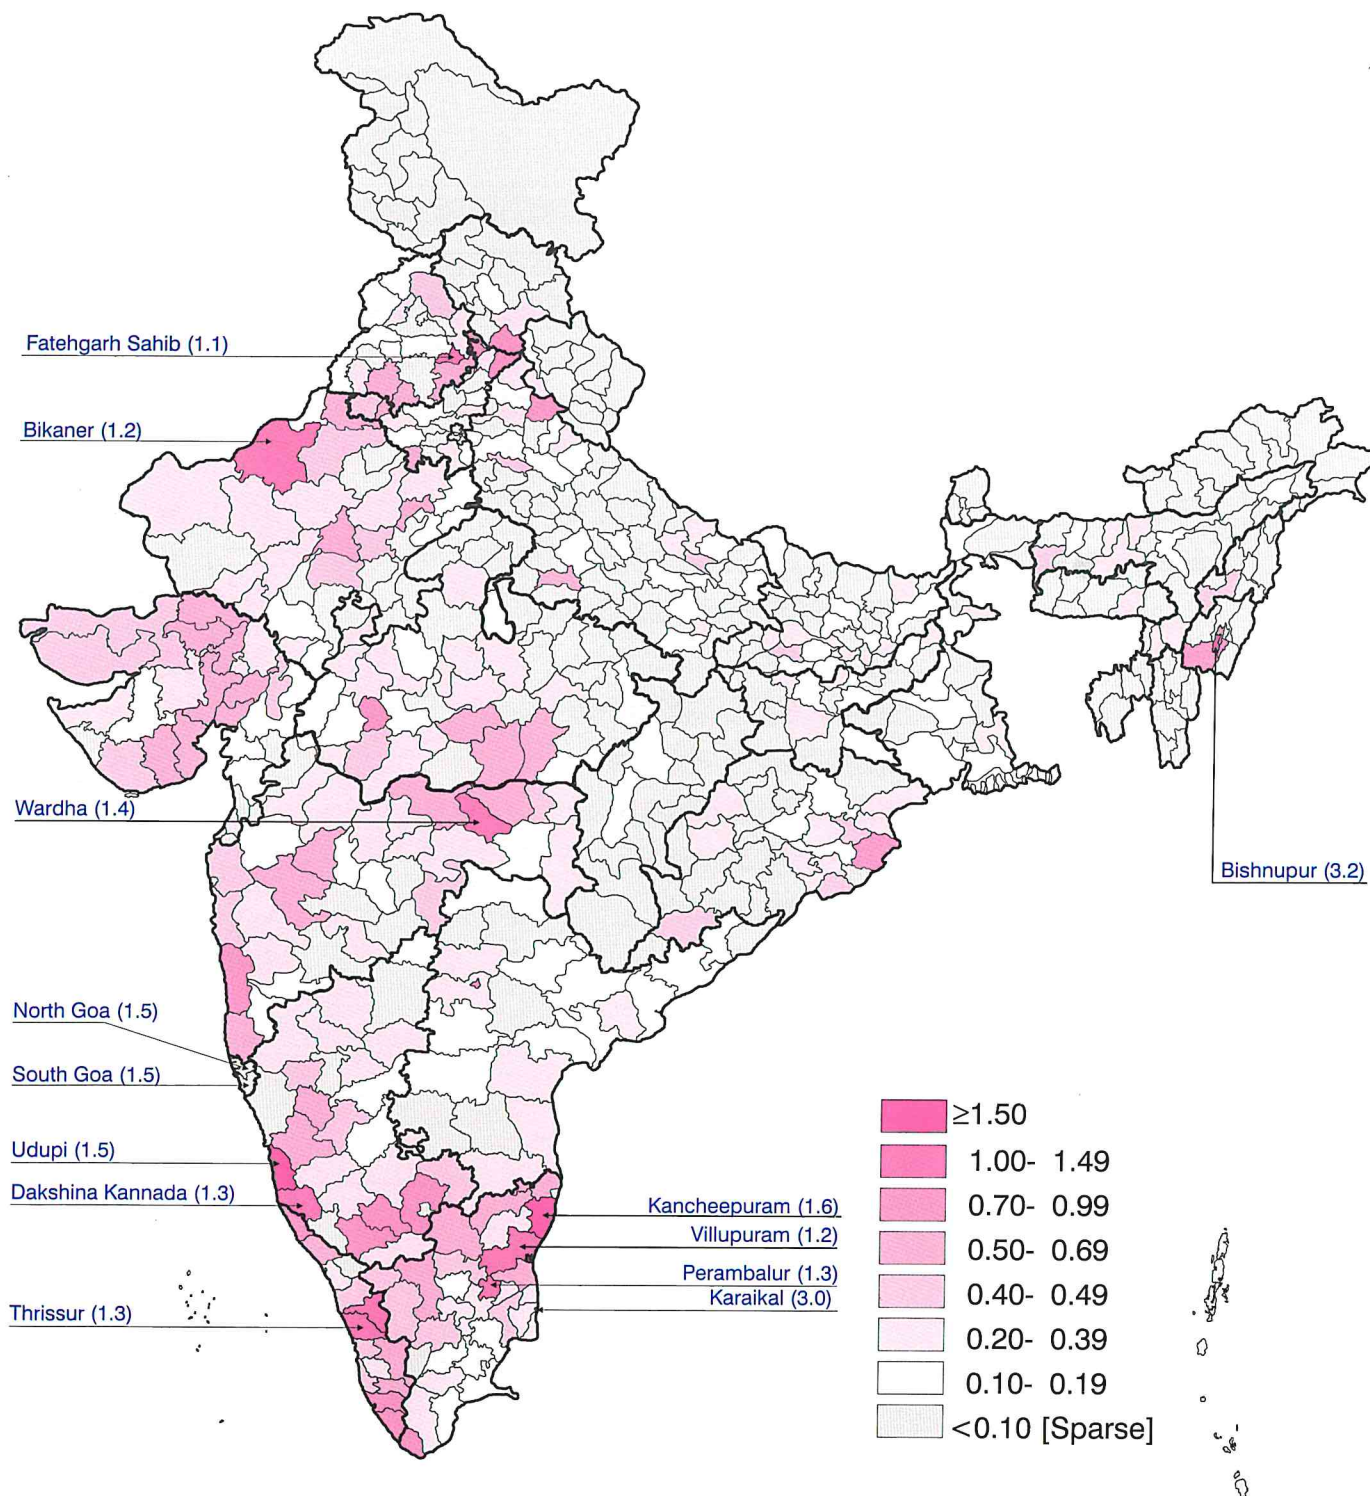 Fatehgarh Sahib (1.1)
Bikaner (1.2)
Wardha (1.4)
Bishnupur (3.2)
North Goa (1.5)
South Goa (1.5)
Udupi (1.5)
Dakshina Kannada (1.3)
Thrissur (1.3)
Kancheepuram (1.6)
Villupuram (1.2)
Perambalur (1.3)
Karaikal (3.0)
≥1.50
1.00- 1.49
0.70- 0.99
0.50- 0.69
0.40- 0.49
0.20- 0.39
0.10- 0.19
<0.10 [Sparse]